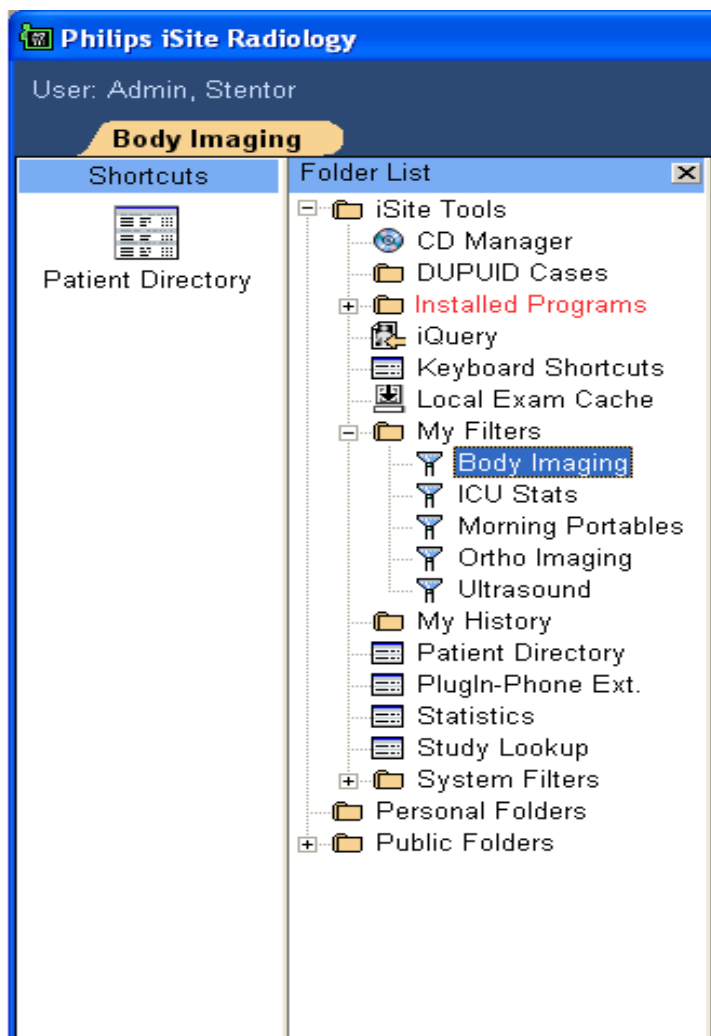 Philips iSite Radiology
User: Admin, Stentor
Body Imaging
Shortcuts
Patient Directory
Folder List
iSite Tools
CD Manager
DUPUID Cases
Installed Programs
iQuery
Keyboard Shortcuts
Local Exam Cache
My Filters
Body Imaging
ICU Stats
Morning Portables
Ortho Imaging
Ultrasound
My History
Patient Directory
PlugIn-Phone Ext.
Statistics
Study Lookup
System Filters
Personal Folders
Public Folders